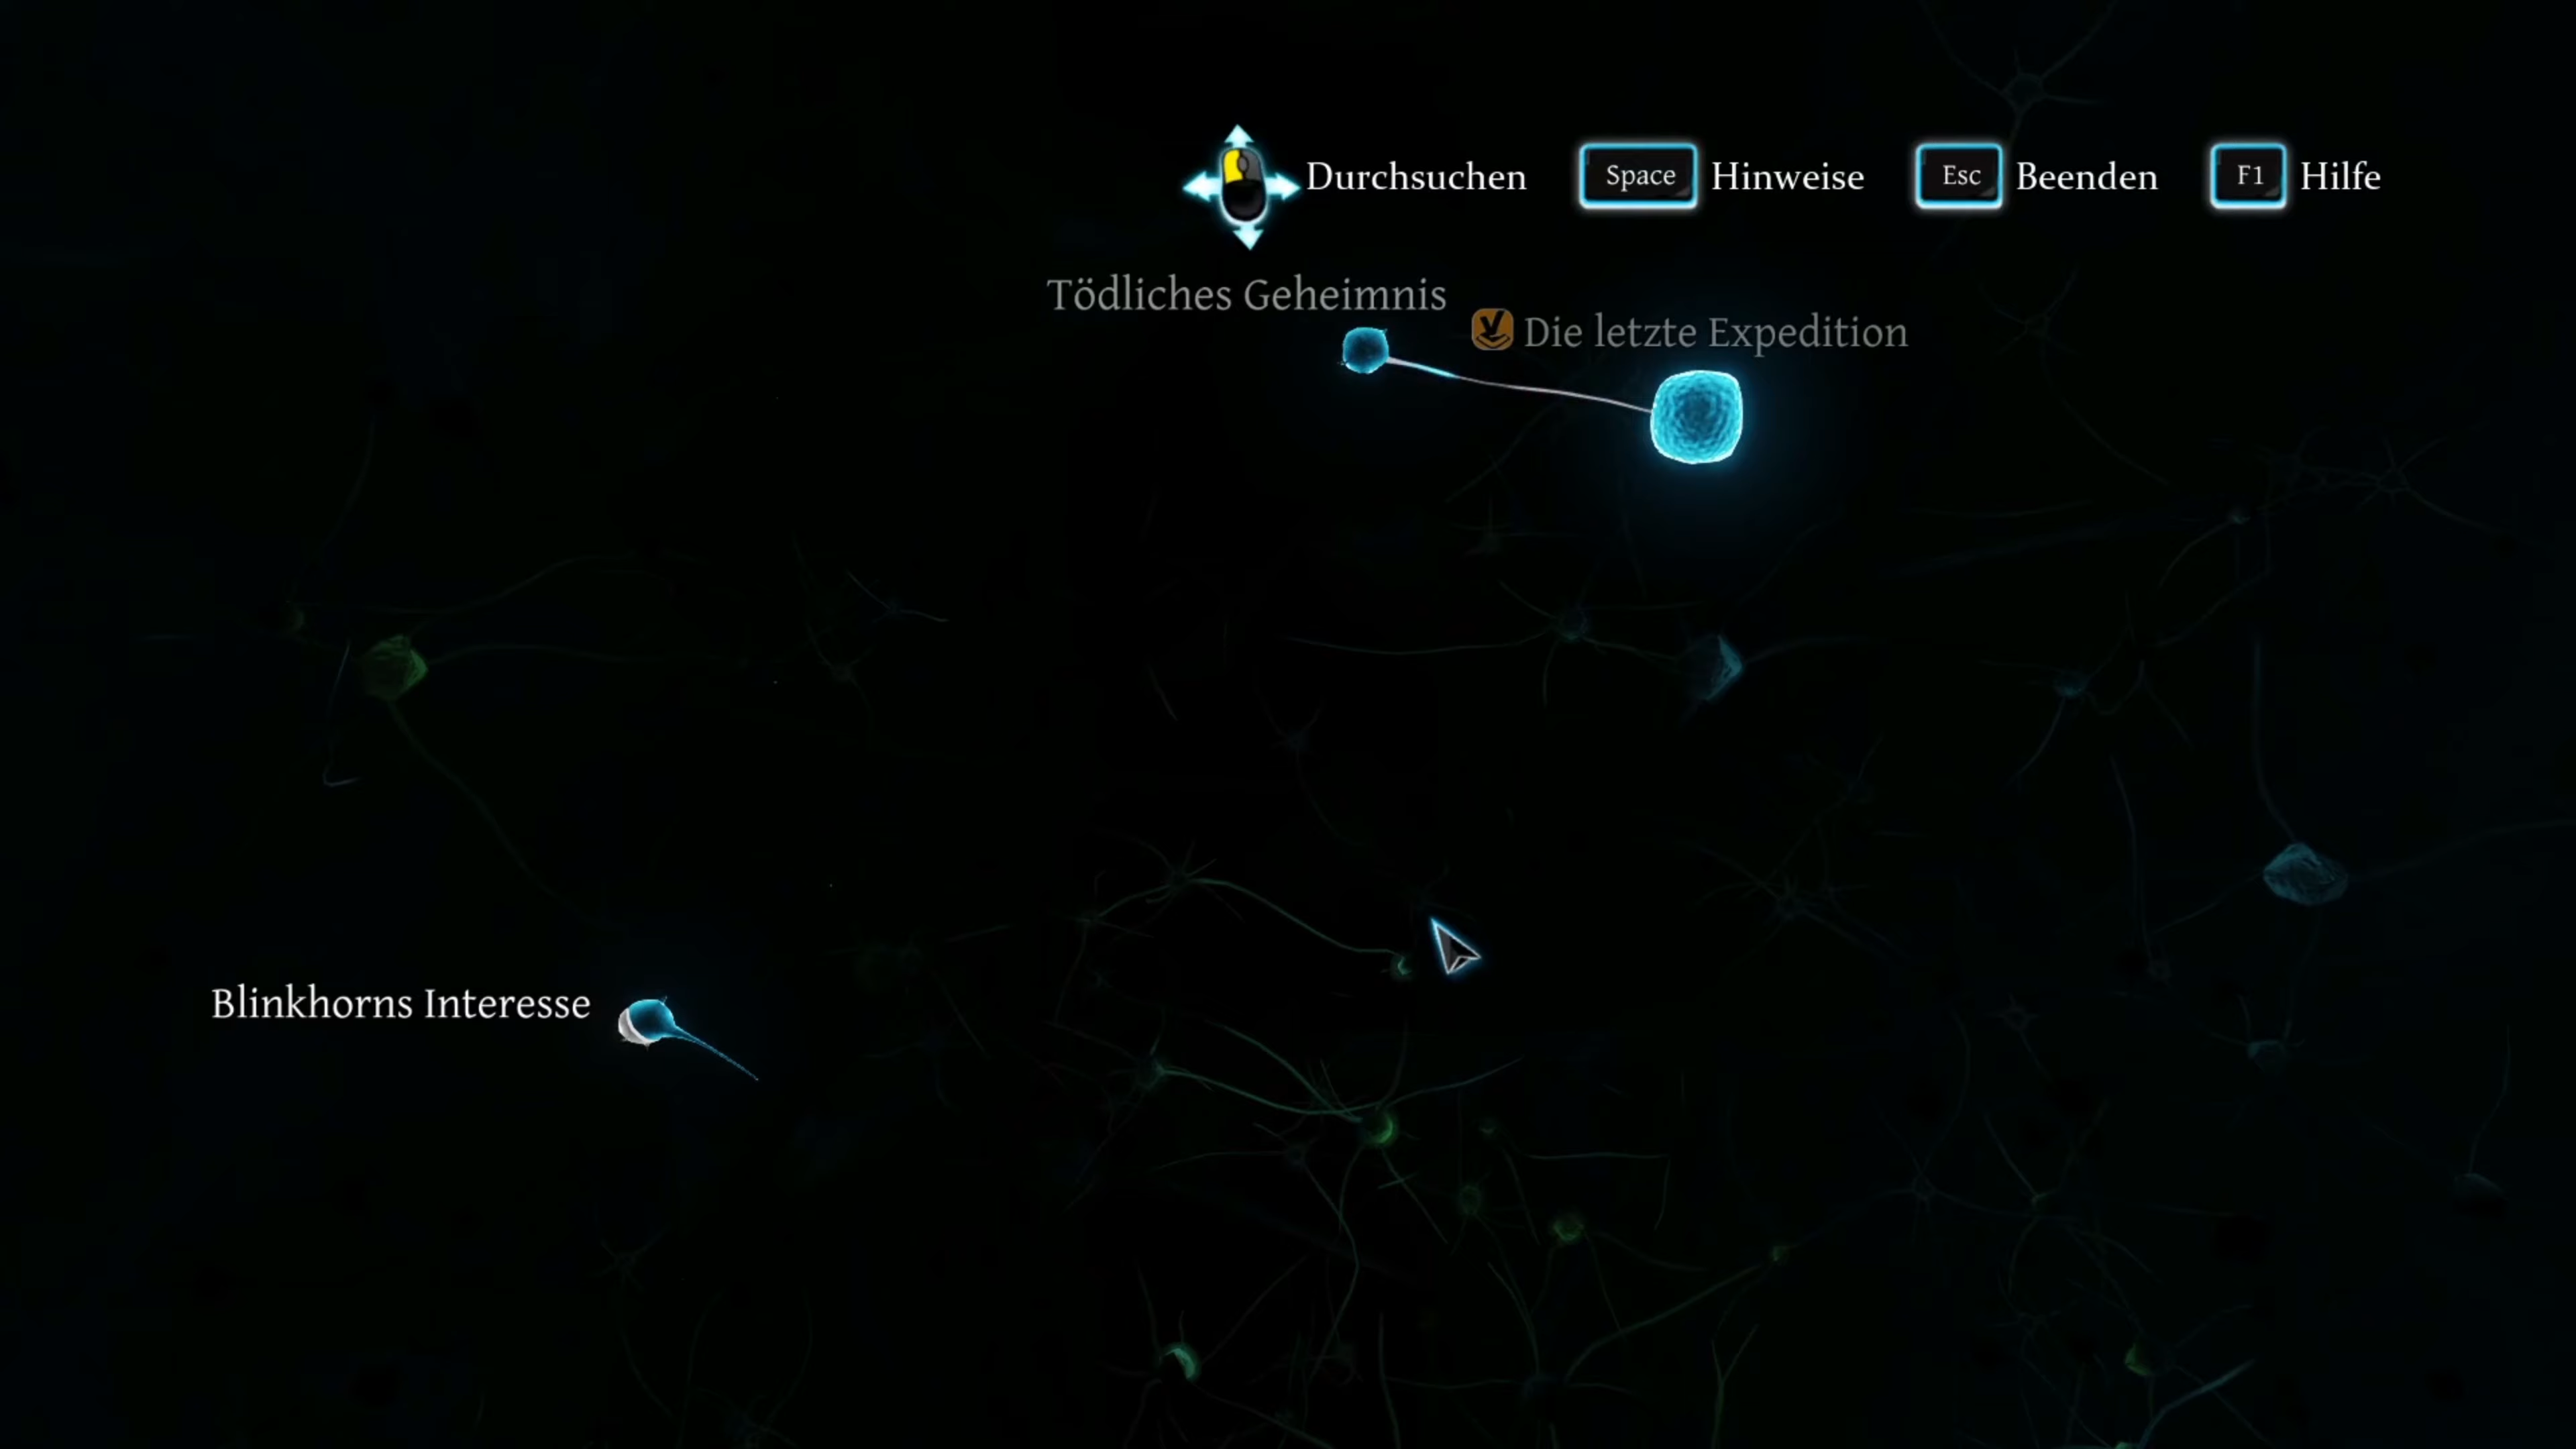 Durchsuchen Space Hinweise Esc Beenden F1 Hilfe
Tödliches Geheimnis
Die letzte Expedition
Blinkhorns Interesse